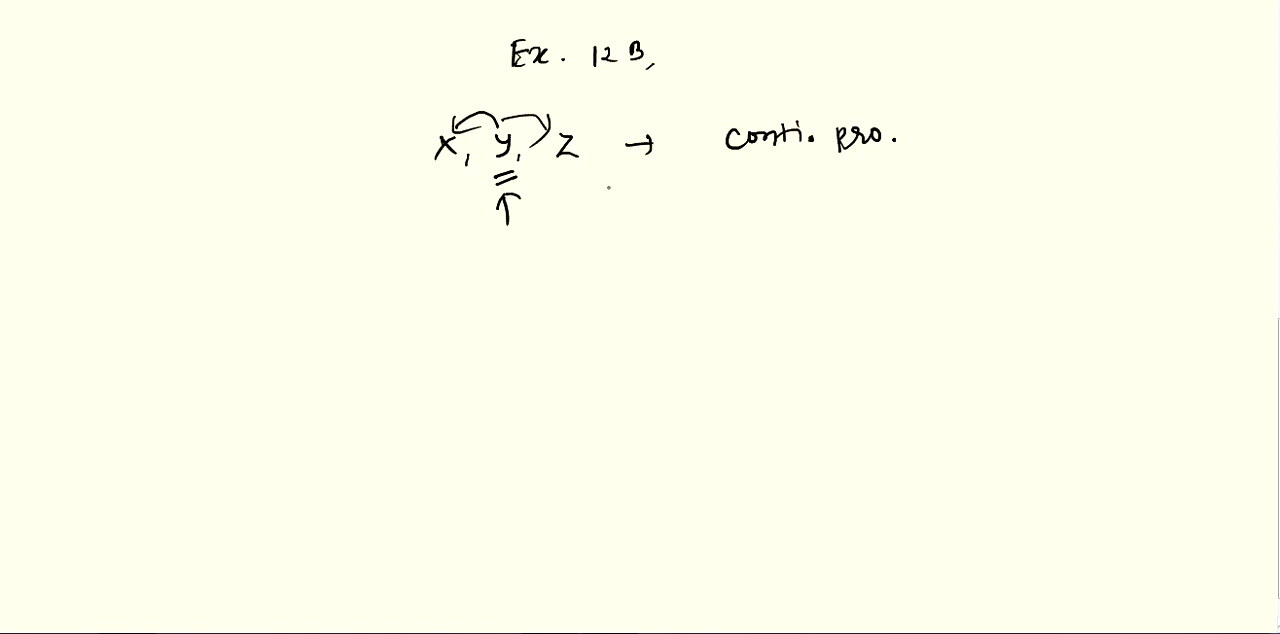 Ex. 12 B,
x, y, z → conti. pro.